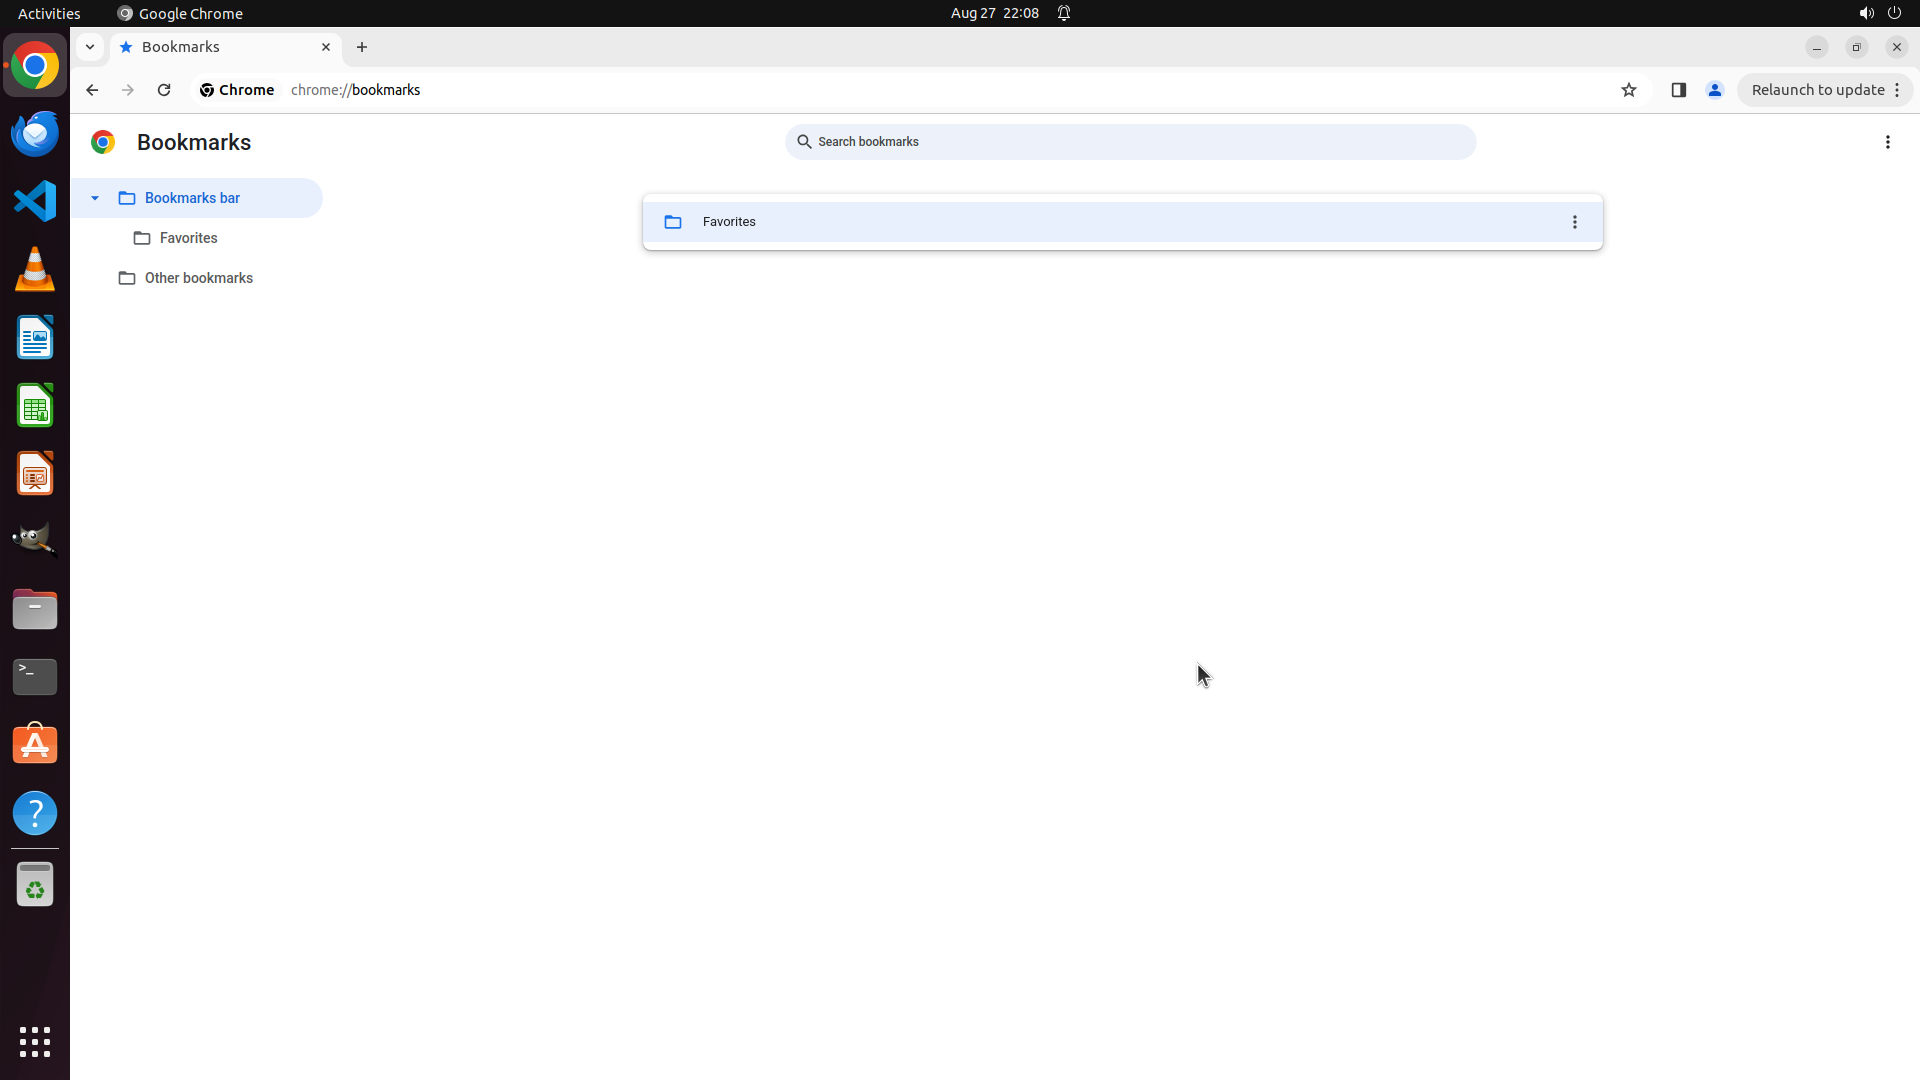 Activities
Google Chrome
Aug 27 22:08
Bookmarks
Chrome
chrome://bookmarks
Relaunch to update
Bookmarks
Search bookmarks
Bookmarks bar
Favorites
Other bookmarks
Favorites